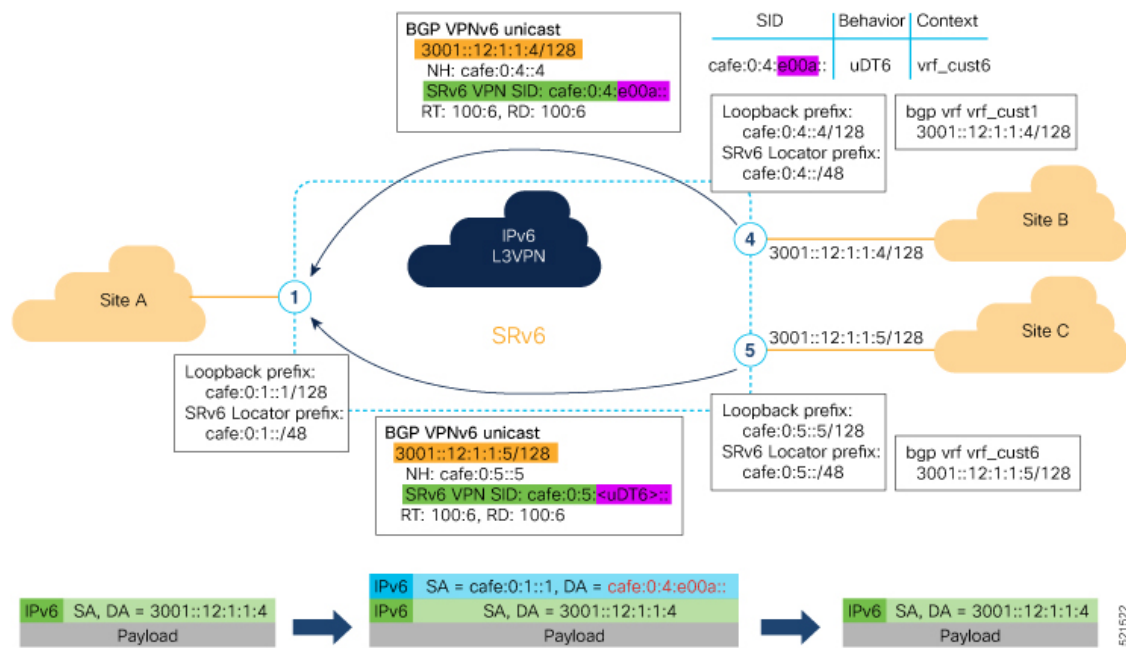 BGP VPNv6 unicast
3001::12:1:1:4/128
NH: cafe:0:4::4
SRv6 VPN SID: cafe:0:4:e00a::
RT: 100:6, RD: 100:6
SID Behavior Context
cafe:0:4:e00a:: uDT6 vrf_cust6
Loopback prefix:
cafe:0:4::4/128
SRv6 Locator prefix:
cafe:0:4::/48
bgp vrf vrf_cust1
3001::12:1:1:4/128
IPv6
L3VPN
Site A
1
SRv6
4
3001::12:1:1:4/128
Site B
5
3001::12:1:1:5/128
Site C
Loopback prefix:
cafe:0:1::1/128
SRv6 Locator prefix:
cafe:0:1::/48
BGP VPNv6 unicast
3001::12:1:1:5/128
NH: cafe:0:5::5
SRv6 VPN SID: cafe:0:5:<uDT6>::
RT: 100:6, RD: 100:6
Loopback prefix:
cafe:0:5::5/128
SRv6 Locator prefix:
cafe:0:5::/48
bgp vrf vrf_cust6
3001::12:1:1:5/128
IPv6 SA, DA = 3001::12:1:1:4
Payload
IPv6 SA = cafe:0:1::1, DA = cafe:0:4:e00a::
IPv6 SA, DA = 3001::12:1:1:4
Payload
IPv6 SA, DA = 3001::12:1:1:4
Payload
521522